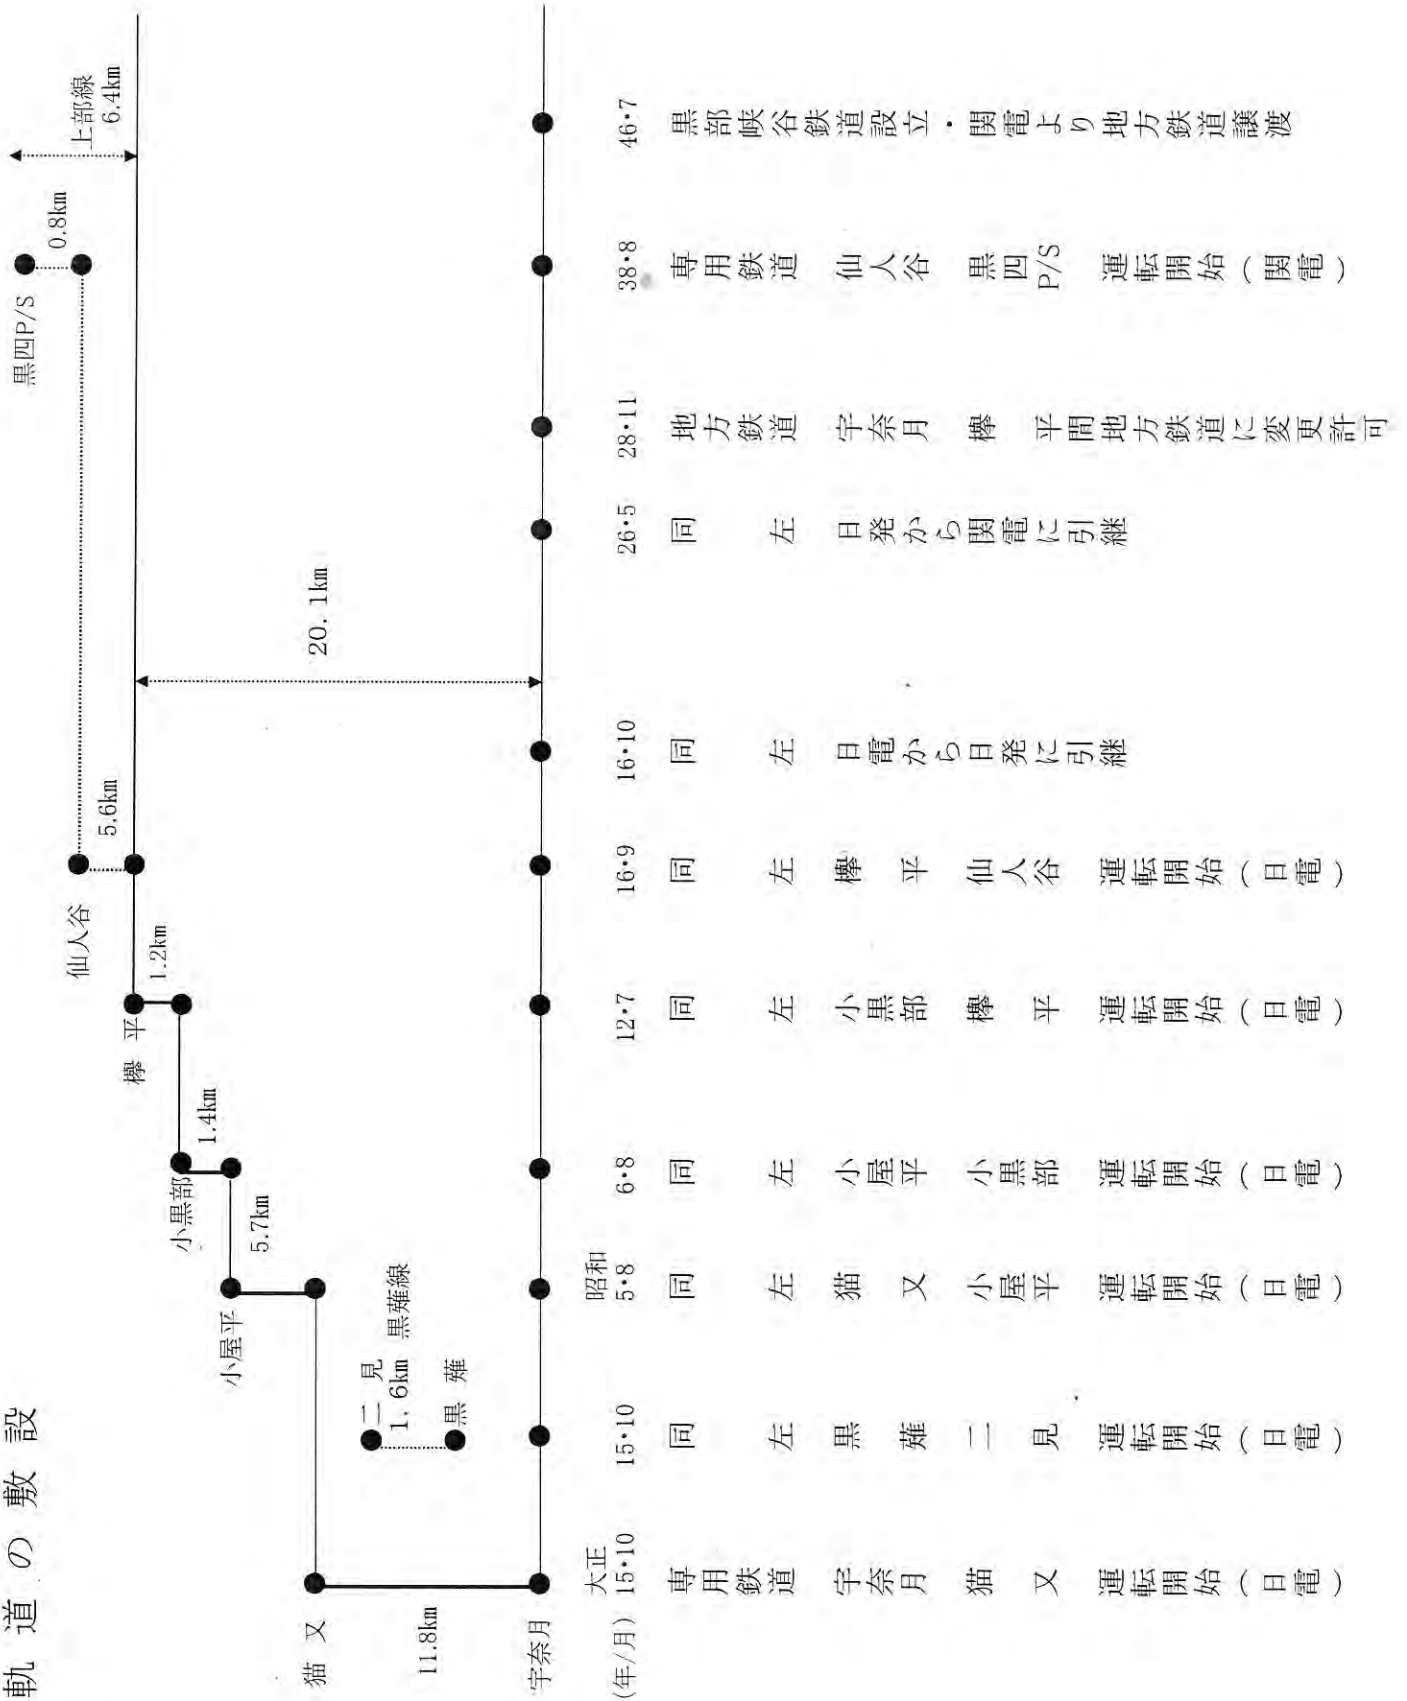 軌道の敷設
黒四P/S
0.8km
上部線
6.4km
仙人谷
5.6km
欅平
1.2km
小黒部
1.4km
小屋平
5.7km
20.1km
二見
1.6km
黒薙線
黒薙
猫又
11.8km
宇奈月
(年/月)
大正
15・10
専用鉄道 宇奈月 猫又 運転開始(日電)
15・10
同左 黒薙 二見 運転開始(日電)
昭和
5・8
同左 猫又 小屋平 運転開始(日電)
6・8
同左 小屋平 小黒部 運転開始(日電)
12・7
同左 小黒部 欅平 運転開始(日電)
16・9
同左 欅平 仙人谷 運転開始(日電)
16・10
同左 日電から日発に引継
26・5
同左 日発から関電に引継
28・11
地方鉄道 宇奈月 欅平間地方鉄道に変更許可
38・8
専用鉄道 仙人谷 黒四P/S 運転開始(関電)
46・7
黒部峡谷鉄道設立・関電より地方鉄道譲渡